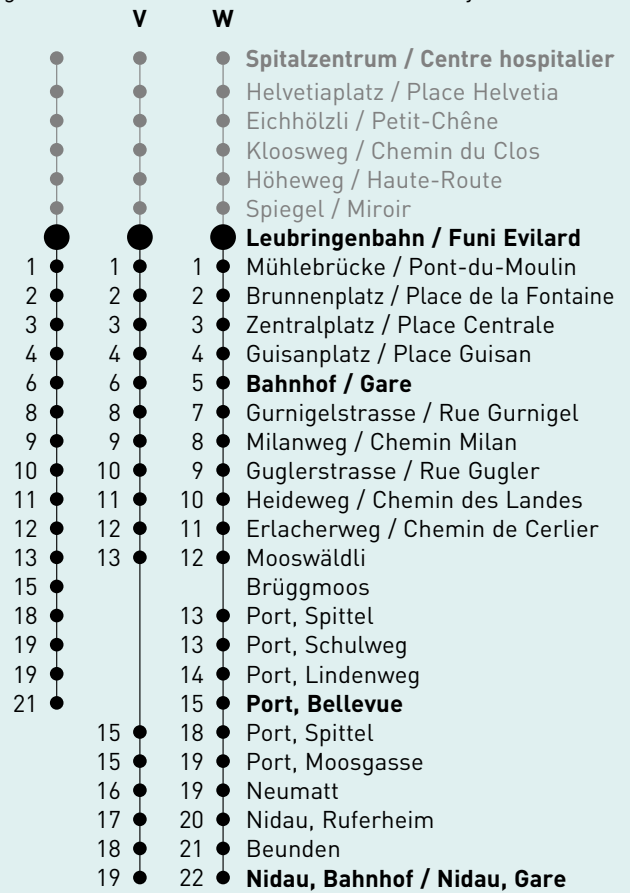 V W
Spitalzentrum / Centre hospitalier
Helvetiaplatz / Place Helvetia
Eichhölzli / Petit-Chêne
Kloosweg / Chemin du Clos
Höheweg / Haute-Route
Spiegel / Miroir
Leubringenbahn / Funi Evilard
1 1 1 Mühlebrücke / Pont-du-Moulin
2 2 2 Brunnenplatz / Place de la Fontaine
3 3 3 Zentralplatz / Place Centrale
4 4 4 Guisanplatz / Place Guisan
6 6 5 Bahnhof / Gare
8 8 7 Gurnigelstrasse / Rue Gurnigel
9 9 8 Milanweg / Chemin Milan
10 10 9 Guglerstrasse / Rue Gugler
11 11 10 Heideweg / Chemin des Landes
12 12 11 Erlacherweg / Chemin de Cerlier
13 13 12 Mooswäldli
15 Brüggmoos
18 13 Port, Spittel
19 13 Port, Schulweg
19 14 Port, Lindenweg
21 15 Port, Bellevue
15 18 Port, Spittel
15 19 Port, Moosgasse
16 19 Neumatt
17 20 Nidau, Ruferheim
18 21 Beunden
19 22 Nidau, Bahnhof / Nidau, Gare